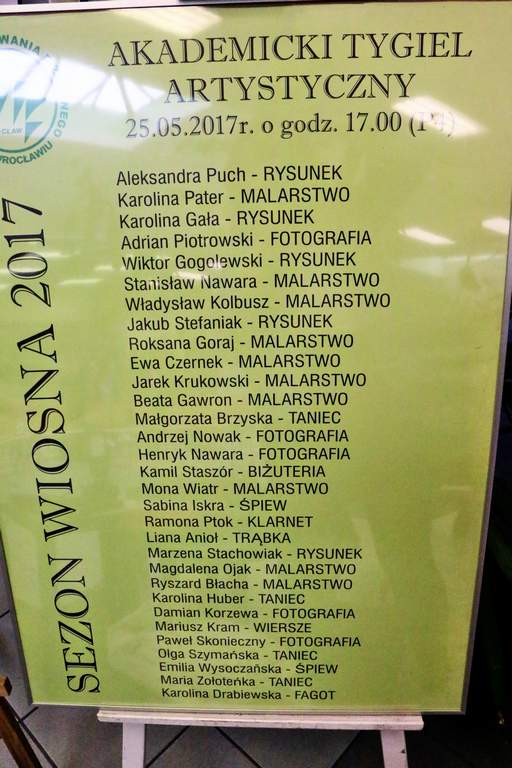 WROCŁAWIU
AKADEMICKI TYGIEL
ARTYSTYCZNY
25.05.2017r. o godz. 17.00
SEZON WIOSNA 2017
Aleksandra Puch - RYSUNEK
Karolina Pater - MALARSTWO
Karolina Gała - RYSUNEK
Adrian Piotrowski - FOTOGRAFIA
Wiktor Gogolewski - RYSUNEK
Stanisław Nawara - MALARSTWO
Władysław Kolbusz - MALARSTWO
Jakub Stefaniak - RYSUNEK
Roksana Goraj - MALARSTWO
Ewa Czernek - MALARSTWO
Jarek Krukowski - MALARSTWO
Beata Gawron - MALARSTWO
Małgorzata Brzyska - TANIEC
Andrzej Nowak - FOTOGRAFIA
Henryk Nawara - FOTOGRAFIA
Kamil Staszór - BIŻUTERIA
Mona Wiatr - MALARSTWO
Sabina Iskra - ŚPIEW
Ramona Ptok - KLARNET
Liana Anioł - TRĄBKA
Marzena Stachowiak - RYSUNEK
Magdalena Ojak - MALARSTWO
Ryszard Błacha - MALARSTWO
Karolina Huber - TANIEC
Damian Korzewa - FOTOGRAFIA
Mariusz Kram - WIERSZE
Paweł Skonieczny - FOTOGRAFIA
Olga Szymańska - TANIEC
Emilia Wysoczańska - ŚPIEW
Maria Zołoteńka - TANIEC
Karolina Drabiewska - FAGOT